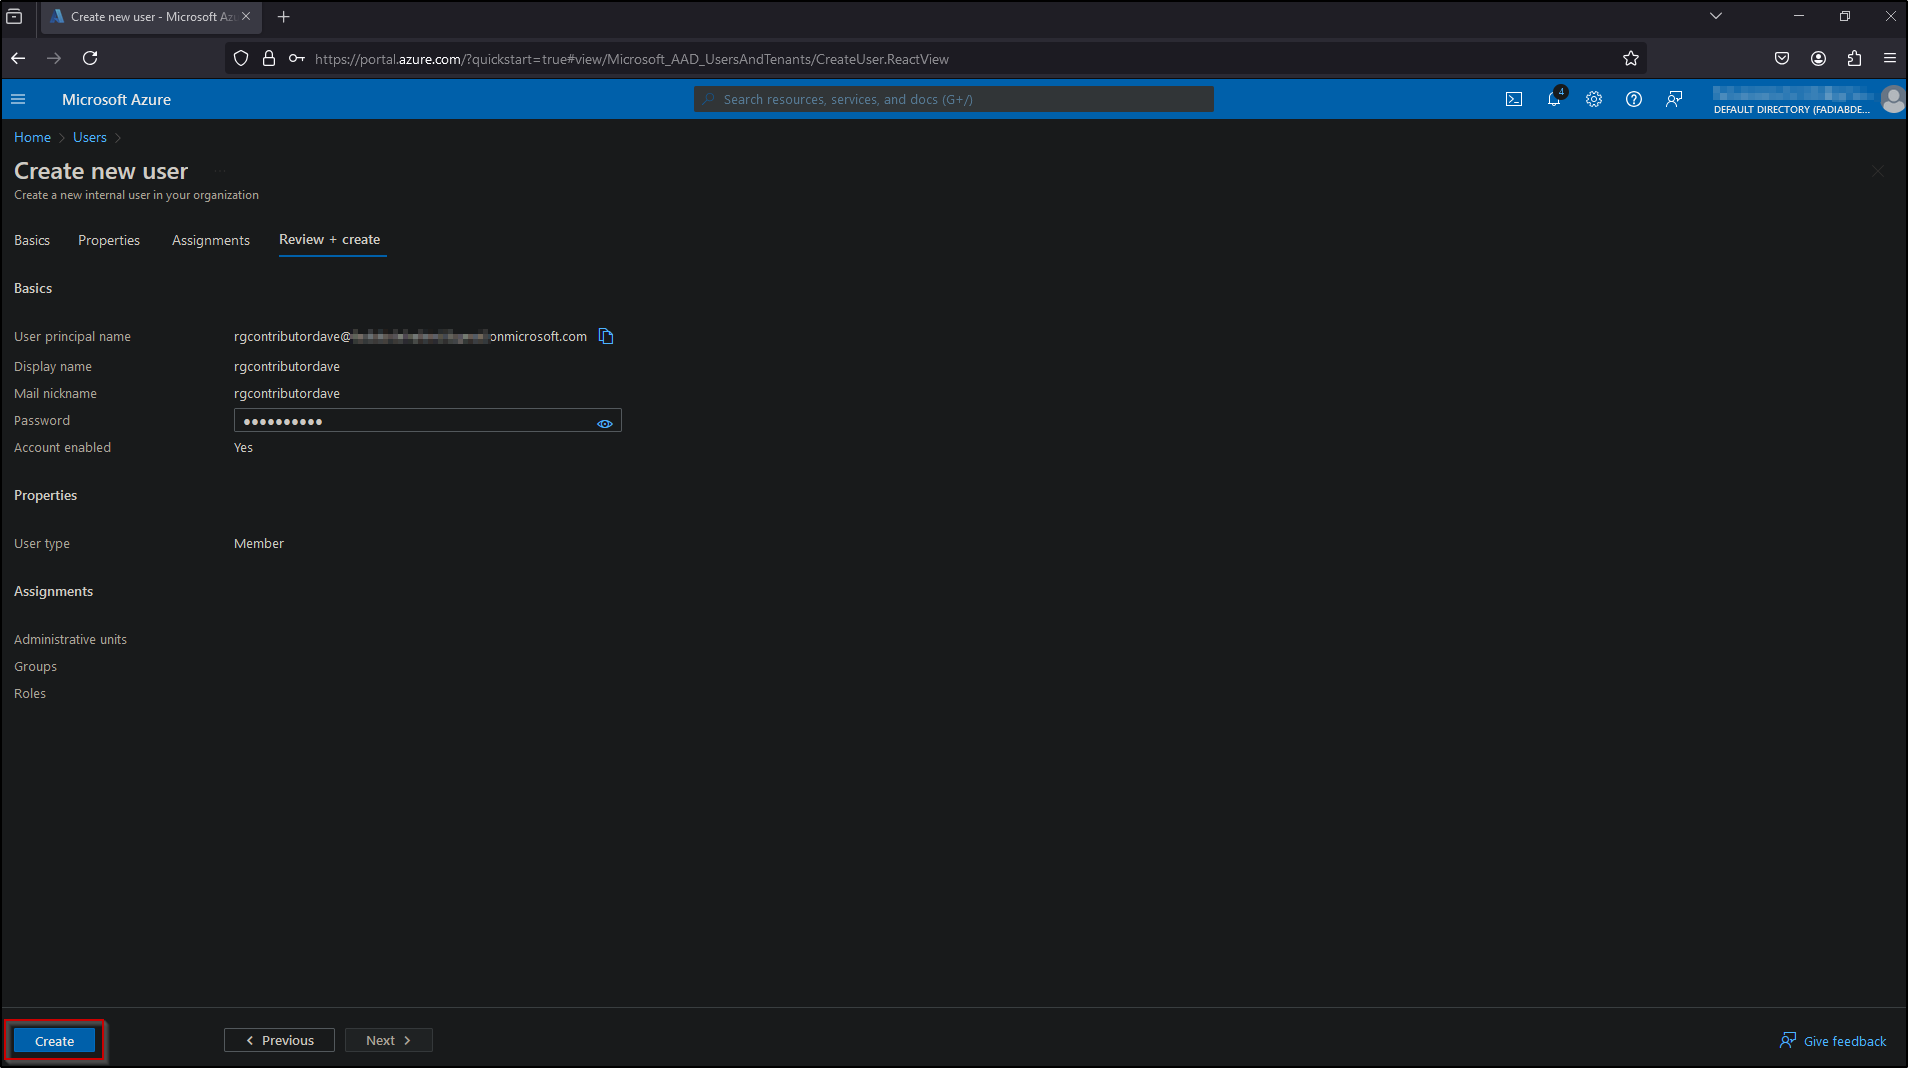 Create new user - Microsoft Az
https://portal.azure.com/?quickstart=true#view/Microsoft_AAD_UsersAndTenants/CreateUser.ReactView
Microsoft Azure
Search resources, services, and docs (G+/)
4
DEFAULT DIRECTORY (FADIABDE...
Home > Users >
Create new user ...
Create a new internal user in your organization
Basics Properties Assignments Review + create
Basics
User principal name rgcontributordave@ onmicrosoft.com
Display name rgcontributordave
Mail nickname rgcontributordave
Password ●●●●●●●●●●
Account enabled Yes
Properties
User type Member
Assignments
Administrative units
Groups
Roles
Create < Previous Next > Give feedback